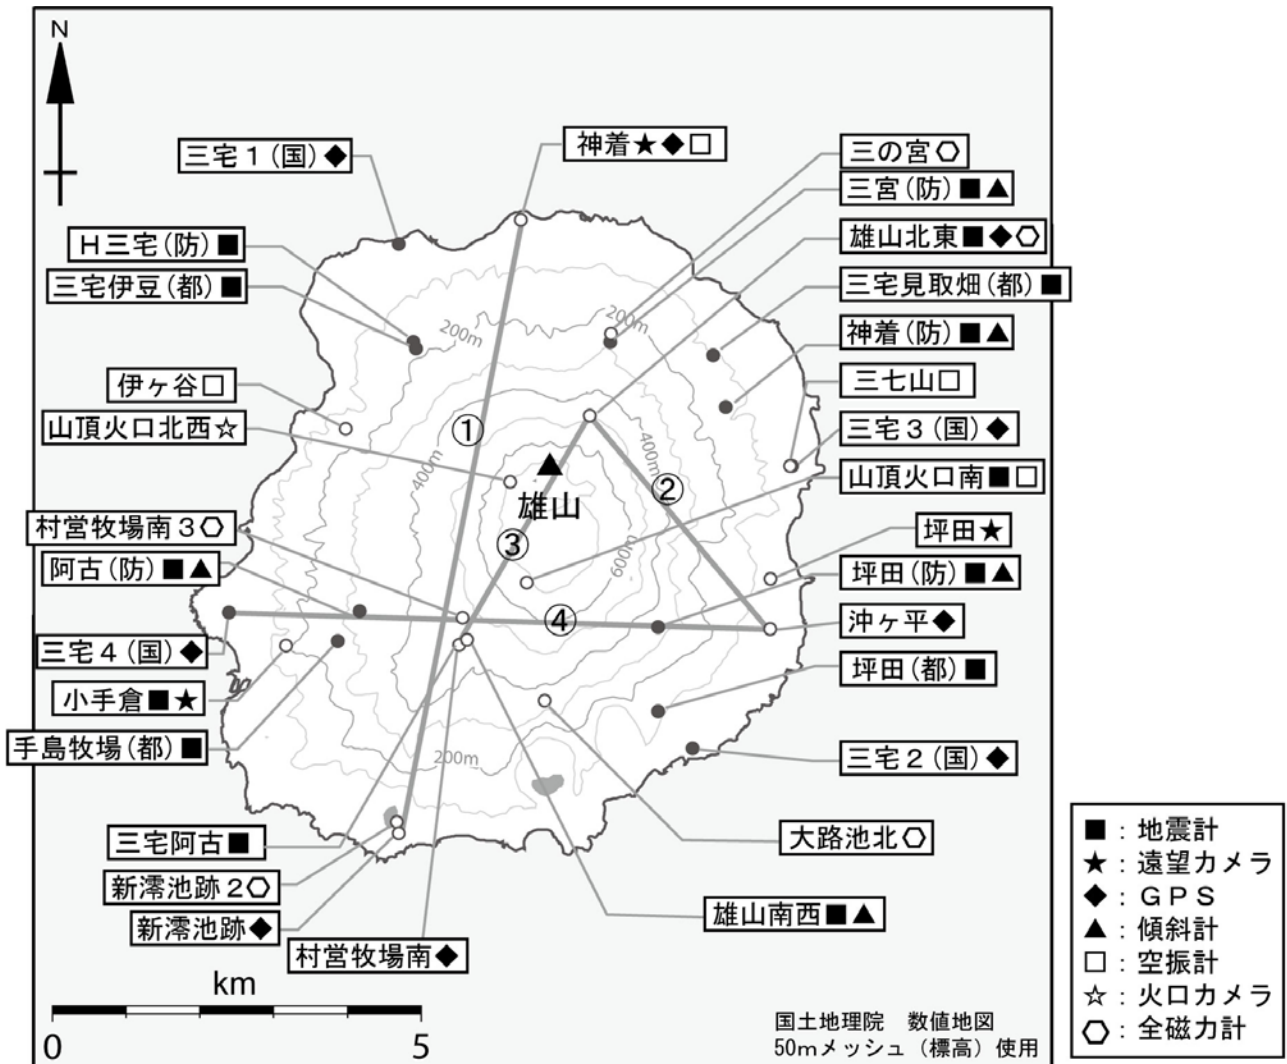 N
神着★◆□
三宅１(国)◆
三の宮⬡
三宮(防)■▲
H三宅(防)■
雄山北東■◆⬡
三宅伊豆(都)■
三宅見取畑(都)■
200m
200m
神着(防)■▲
伊ヶ谷□
三七山□
山頂火口北西☆
①
三宅３(国)◆
400m
400m
山頂火口南■□
②
雄山
村営牧場南３⬡
坪田★
③
600m
阿古(防)■▲
坪田(防)■▲
④
沖ヶ平◆
三宅４(国)◆
坪田(都)■
小手倉■★
手島牧場(都)■
200m
三宅２(国)◆
三宅阿古■
大路池北⬡
新澪池跡２⬡
新澪池跡◆
雄山南西■▲
村営牧場南◆
km
0 5
国土地理院　数値地図
50mメッシュ（標高）使用
■：地震計
★：遠望カメラ
◆：ＧＰＳ
▲：傾斜計
□：空振計
☆：火口カメラ
⬡：全磁力計